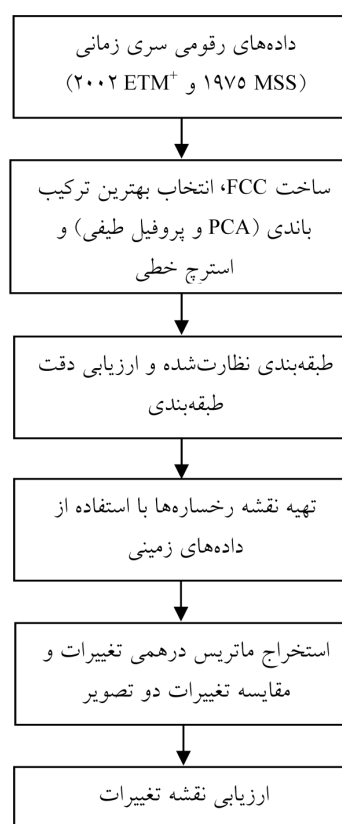 داده‌های رقومی سری زمانی
(۱۹۷۵ MSS و ۲۰۰۲ ETM⁺)
ساخت FCC، انتخاب بهترین ترکیب
باندی (PCA و پروفیل طیفی) و
استرچ خطی
طبقه‌بندی نظارت‌شده و ارزیابی دقت
طبقه‌بندی
تهیه نقشه رخساره‌ها با استفاده از
داده‌های زمینی
استخراج ماتریس درهمی تغییرات و
مقایسه تغییرات دو تصویر
ارزیابی نقشه تغییرات